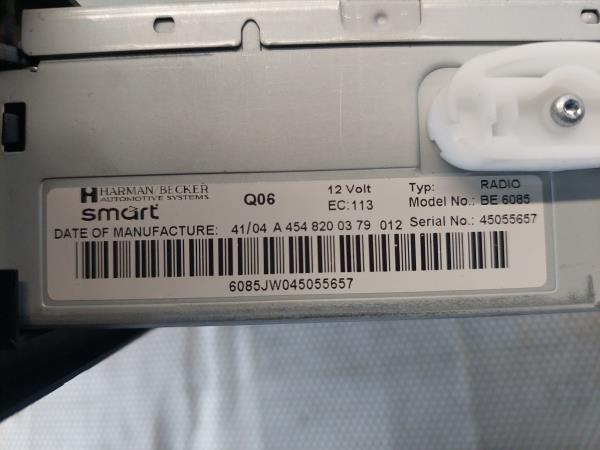 HARMAN/BECKER
AUTOMOTIVE SYSTEMS
smart
Q06
12 Volt
EC:113
Typ: RADIO
Model No.: BE 6085
DATE OF MANUFACTURE: 41/04 A 454 820 03 79 012 Serial No.: 45055657
6085JW045055657